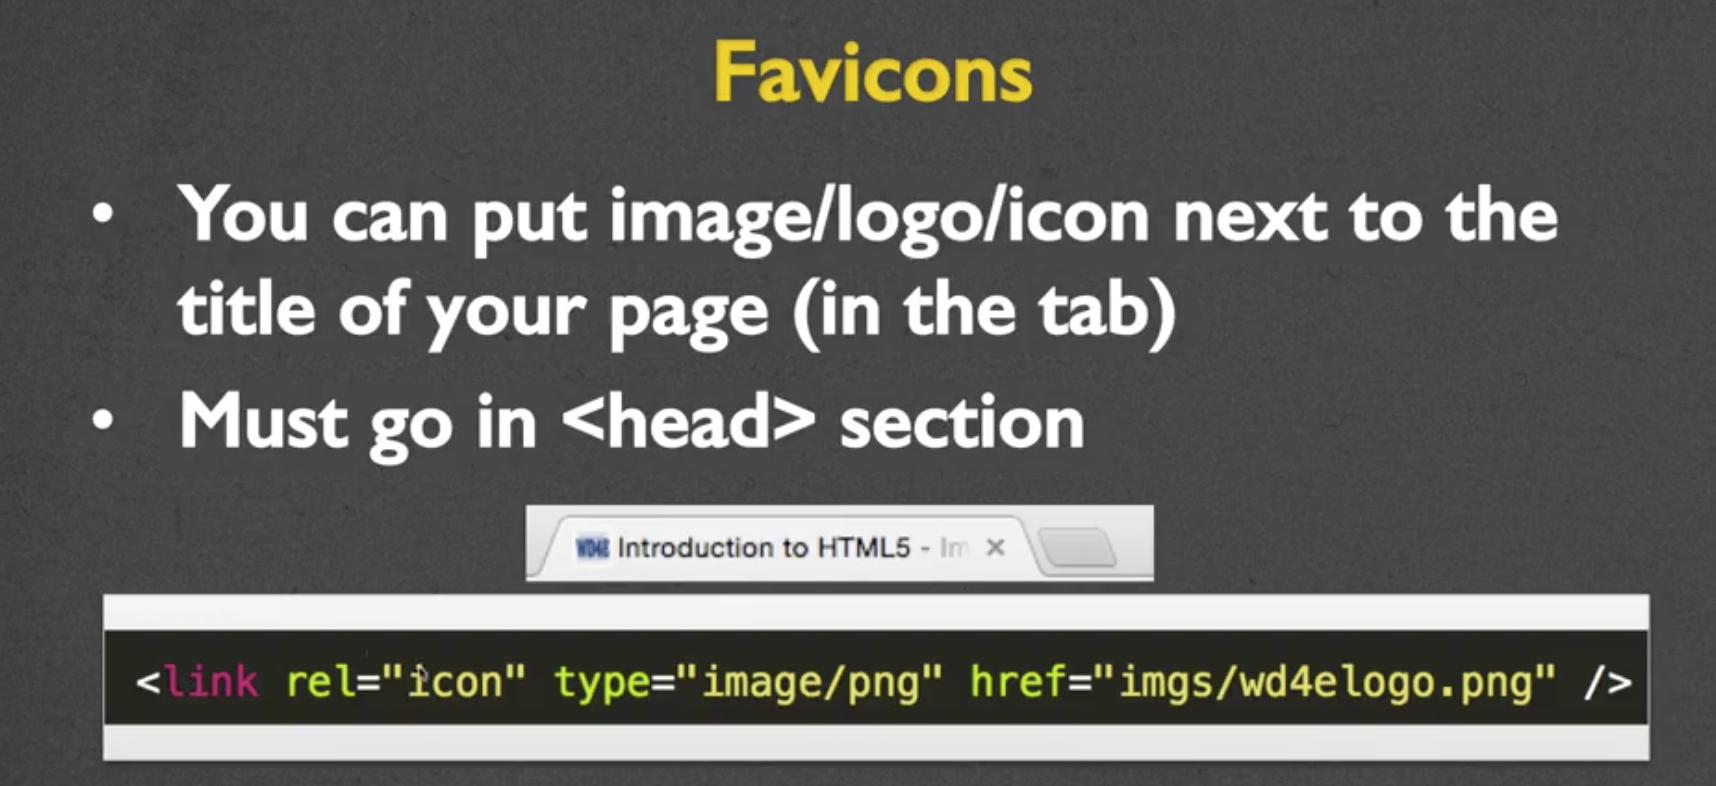 Favicons
• You can put image/logo/icon next to the
title of your page (in the tab)
• Must go in <head> section
WD4E Introduction to HTML5 - Im
<link rel="icon" type="image/png" href="imgs/wd4elogo.png" />